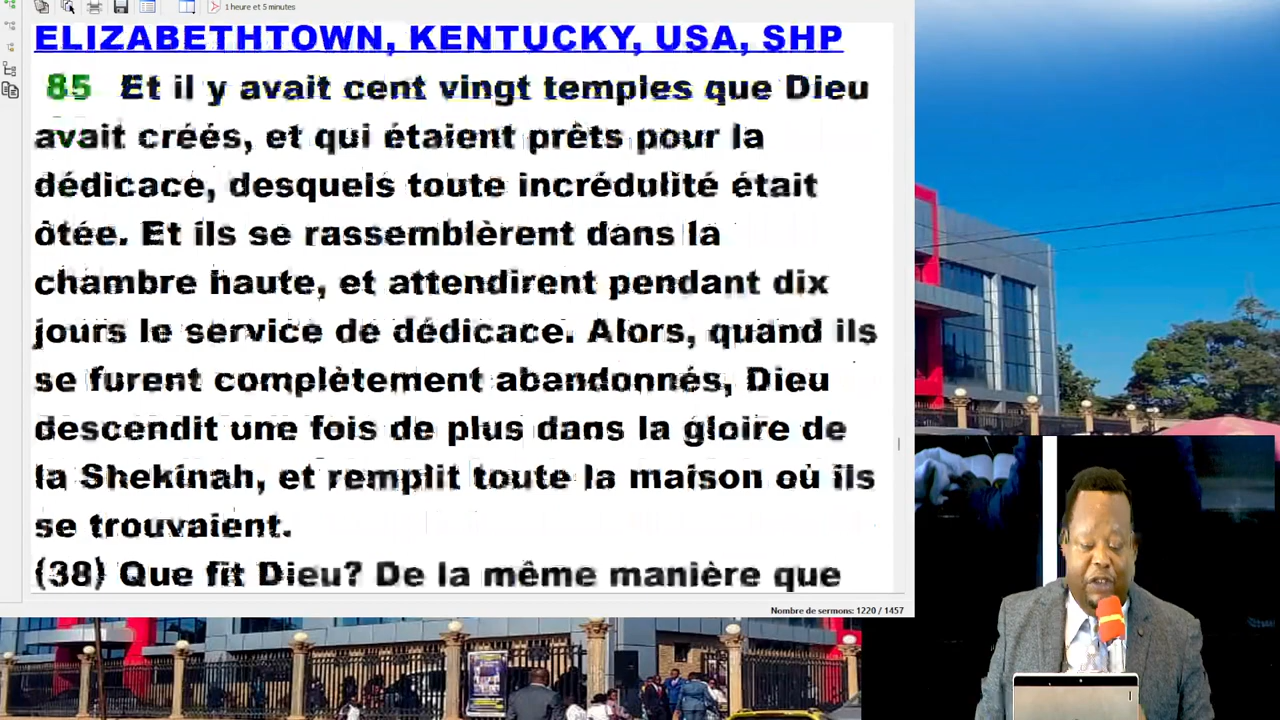 1 heure et 5 minutes
ELIZABETHTOWN, KENTUCKY, USA, SHP
85 Et il y avait cent vingt temples que Dieu
avait créés, et qui étaient prêts pour la
dédicace, desquels toute incrédulité était
ôtée. Et ils se rassemblèrent dans la
chambre haute, et attendirent pendant dix
jours le service de dédicace. Alors, quand ils
se furent complètement abandonnés, Dieu
descendit une fois de plus dans la gloire de
la Shekinah, et remplit toute la maison où ils
se trouvaient.
(38) Que fit Dieu? De la même manière que
Nombre de sermons: 1220 / 1457